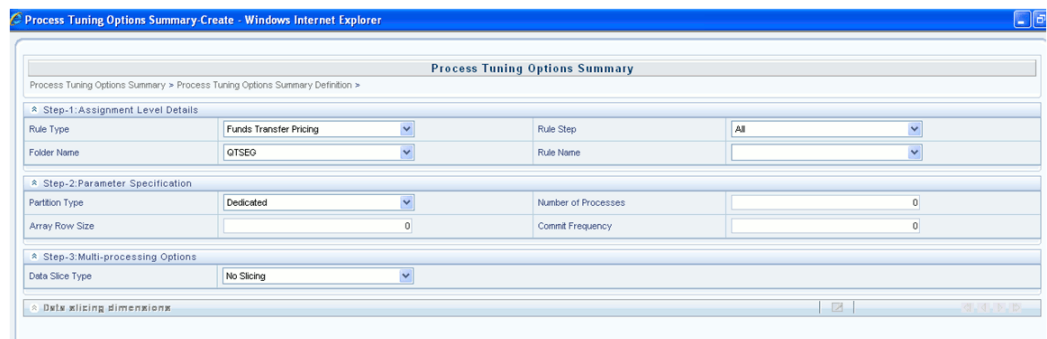 Process Tuning Options Summary-Create - Windows Internet Explorer
Process Tuning Options Summary
Process Tuning Options Summary > Process Tuning Options Summary Definition >
Step-1:Assignment Level Details
Rule Type Funds Transfer Pricing Rule Step All
Folder Name QTSEG Rule Name
Step-2:Parameter Specification
Partition Type Dedicated Number of Processes 0
Array Row Size 0 Commit Frequency 0
Step-3:Multi-processing Options
Data Slice Type No Slicing
Data slicing dimensions